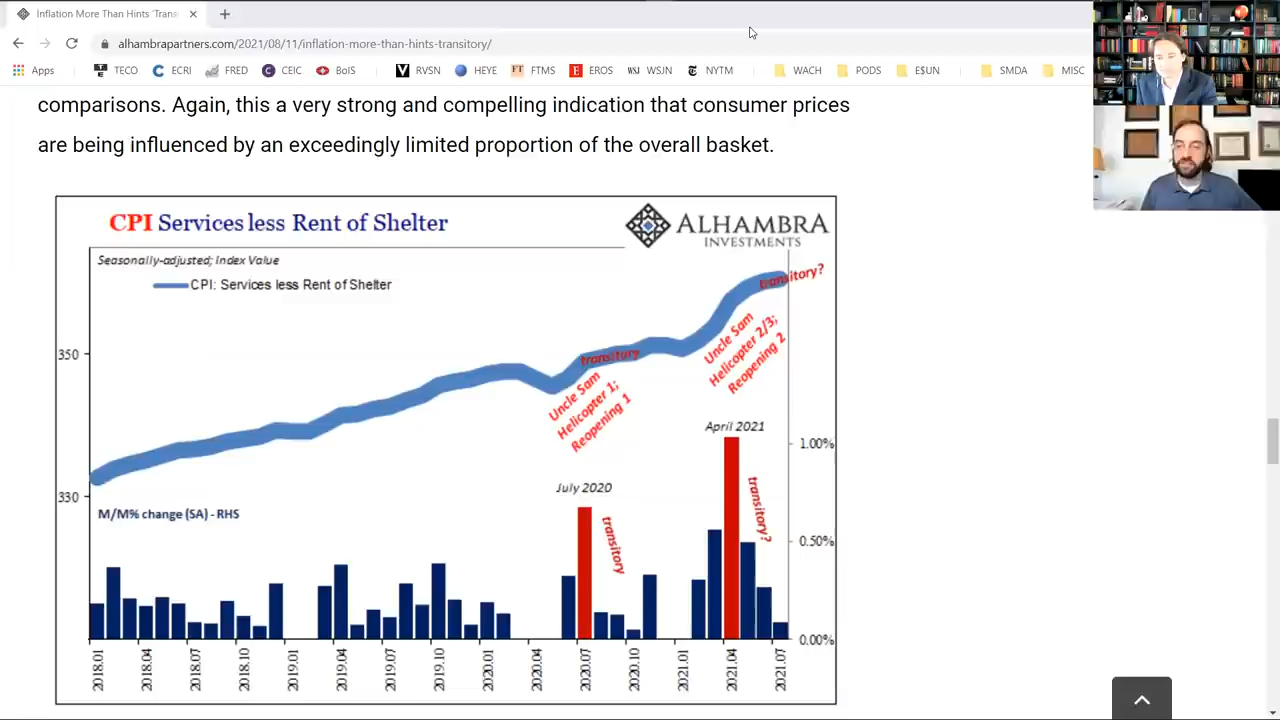 Inflation More Than Hints 'Trans
alhambrapartners.com/2021/08/11/inflation-more-than-hints-transitory/
Apps TECO ECRI FRED CEIC BoIS HEYE FTMS EROS WSJ WSJN NYTM WACH PODS E$UN SMDA MISC
comparisons. Again, this a very strong and compelling indication that consumer prices
are being influenced by an exceedingly limited proportion of the overall basket.
CPI Services less Rent of Shelter
ALHAMBRA
INVESTMENTS
Seasonally-adjusted; Index Value
CPI: Services less Rent of Shelter
transitory?
350
transitory
Uncle Sam
Helicopter 1;
Reopening 1
Uncle Sam
Helicopter 2/3;
Reopening 2
April 2021
1.00%
July 2020
330
M/M% change (SA) - RHS
transitory
transitory?
0.50%
0.00%
2018.01 2018.04 2018.07 2018.10 2019.01 2019.04 2019.07 2019.10 2020.01 2020.04 2020.07 2020.10 2021.01 2021.04 2021.07